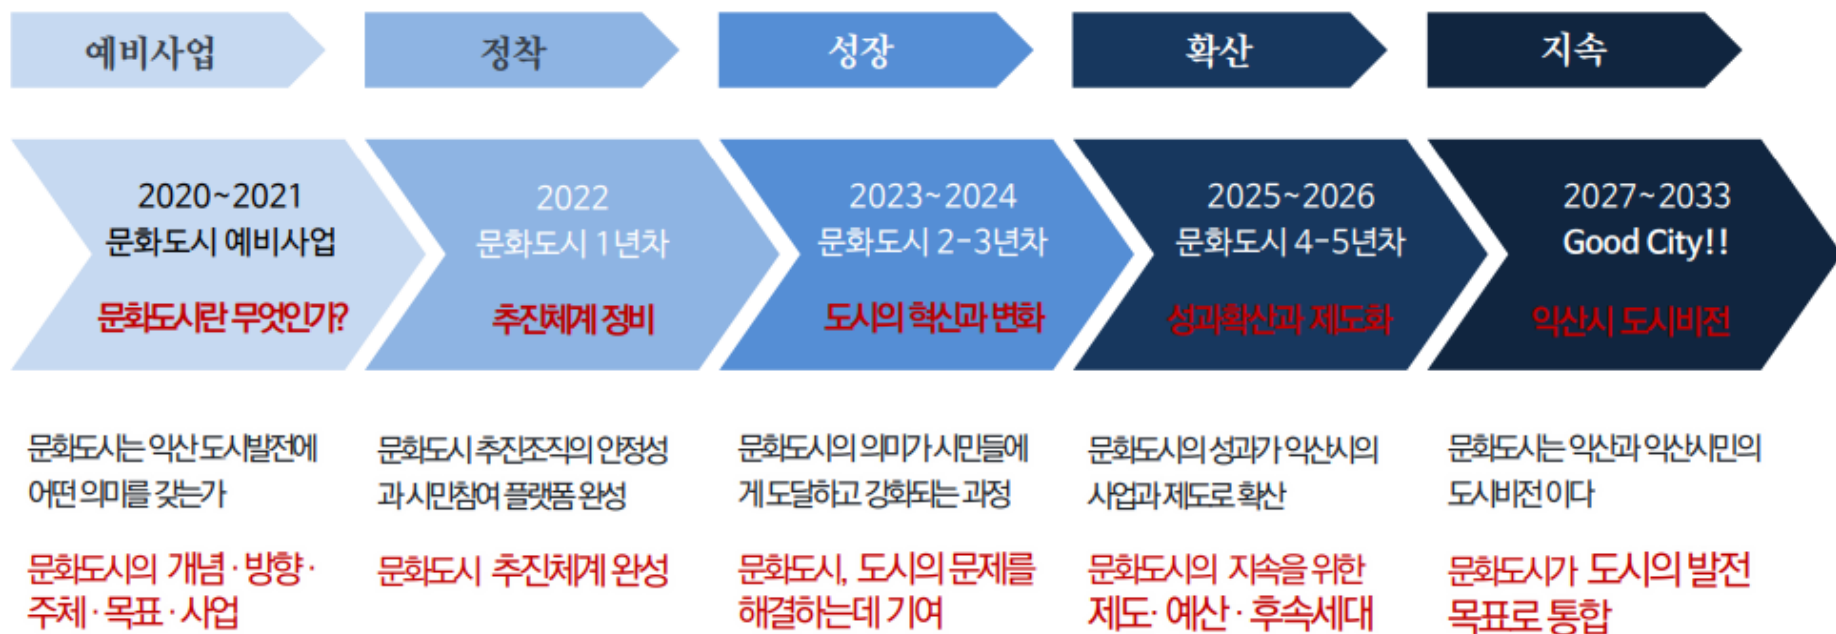 예비사업
정착
성장
확산
지속
2020~2021
문화도시 예비사업
문화도시란 무엇인가?
2022
문화도시 1년차
추진체계 정비
2023~2024
문화도시 2-3년차
도시의 혁신과 변화
2025~2026
문화도시 4-5년차
성과확산과 제도화
2027~2033
Good City!!
익산시 도시비전
문화도시는 익산 도시발전에
어떤 의미를 갖는가
문화도시의 개념·방향·
주체·목표·사업
문화도시 추진조직의 안정성
과 시민참여 플랫폼 완성
문화도시 추진체계 완성
문화도시의 의미가 시민들에
게 도달하고 강화되는 과정
문화도시, 도시의 문제를
해결하는데 기여
문화도시의 성과가 익산시의
사업과 제도로 확산
문화도시의 지속을 위한
제도·예산·후속세대
문화도시는 익산과 익산시민의
도시비전 이다
문화도시가 도시의 발전
목표로 통합